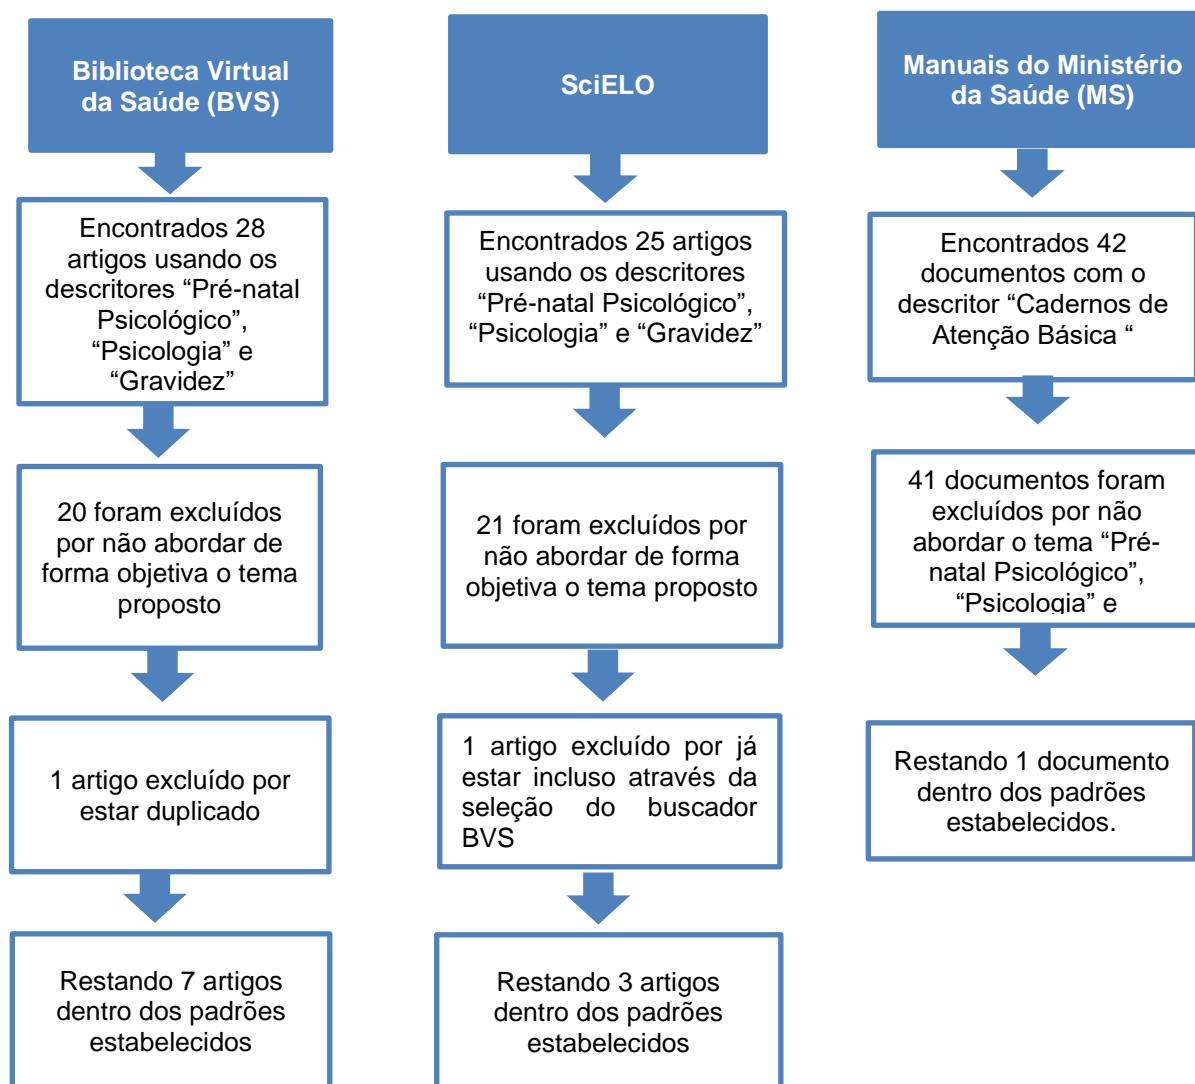 Biblioteca Virtual
da Saúde (BVS)
Encontrados 28
artigos usando os
descritores “Pré-natal
Psicológico”,
“Psicologia” e
“Gravidez”
20 foram excluídos
por não abordar de
forma objetiva o tema
proposto
1 artigo excluído por
estar duplicado
Restando 7 artigos
dentro dos padrões
estabelecidos
SciELO
Encontrados 25 artigos
usando os descritores
“Pré-natal Psicológico”,
“Psicologia” e “Gravidez”
21 foram excluídos por
não abordar de forma
objetiva o tema proposto
1 artigo excluído por já
estar incluso através da
seleção do buscador
BVS
Restando 3 artigos
dentro dos padrões
estabelecidos
Manuais do Ministério
da Saúde (MS)
Encontrados 42
documentos com o
descritor “Cadernos de
Atenção Básica “
41 documentos foram
excluídos por não
abordar o tema “Pré-
natal Psicológico”,
“Psicologia” e
Restando 1 documento
dentro dos padrões
estabelecidos.